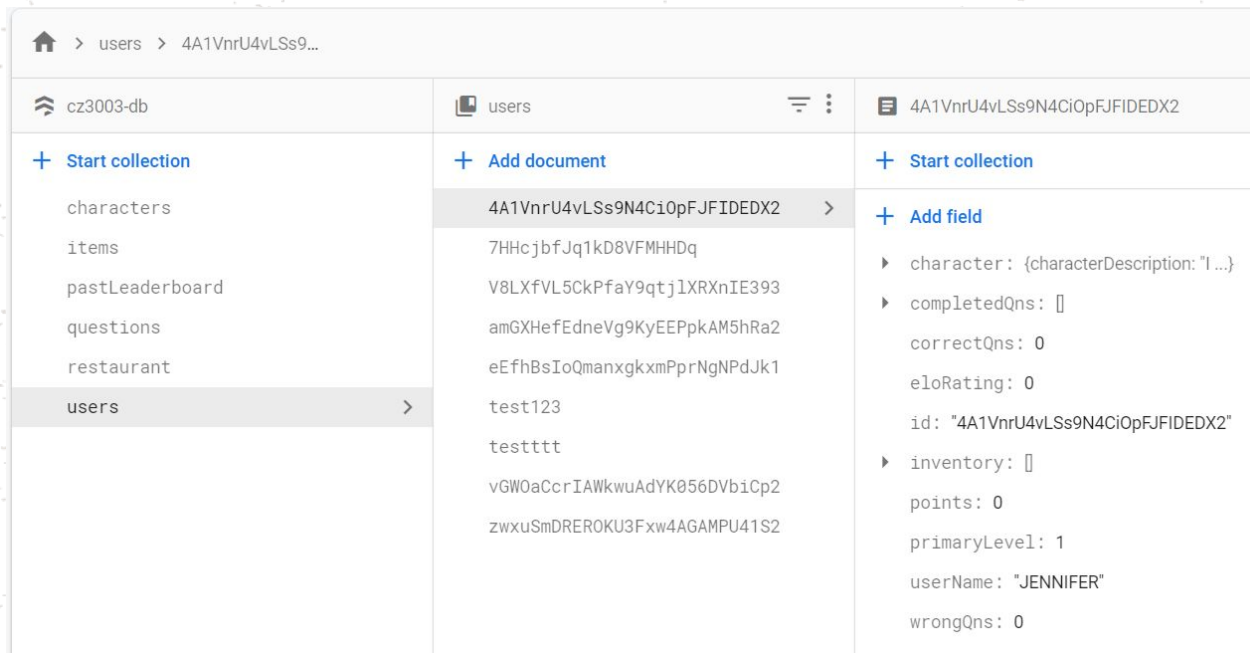 users > 4A1VnrU4vLSs9...
cz3003-db
Start collection
characters
items
pastLeaderboard
questions
restaurant
users
users
Add document
4A1VnrU4vLSs9N4CiOpFJFIDEDX2
7HHcjbfJq1kD8VFMHHDq
V8LXfVL5CkPfaY9qtjlXRXnIE393
amGXHefEdneVg9KyEEPpkAM5hRa2
eEfhBsIoQmanxgkxmPprNgNPdJk1
test123
testttt
vGWOaCcrIAWkwuAdYK056DVbiCp2
zwxuSmDREROKU3Fxw4AGAMPU41S2
4A1VnrU4vLSs9N4CiOpFJFIDEDX2
Start collection
Add field
character: {characterDescription: "I ...}
completedQns: []
correctQns: 0
eloRating: 0
id: "4A1VnrU4vLSs9N4CiOpFJFIDEDX2"
inventory: []
points: 0
primaryLevel: 1
userName: "JENNIFER"
wrongQns: 0